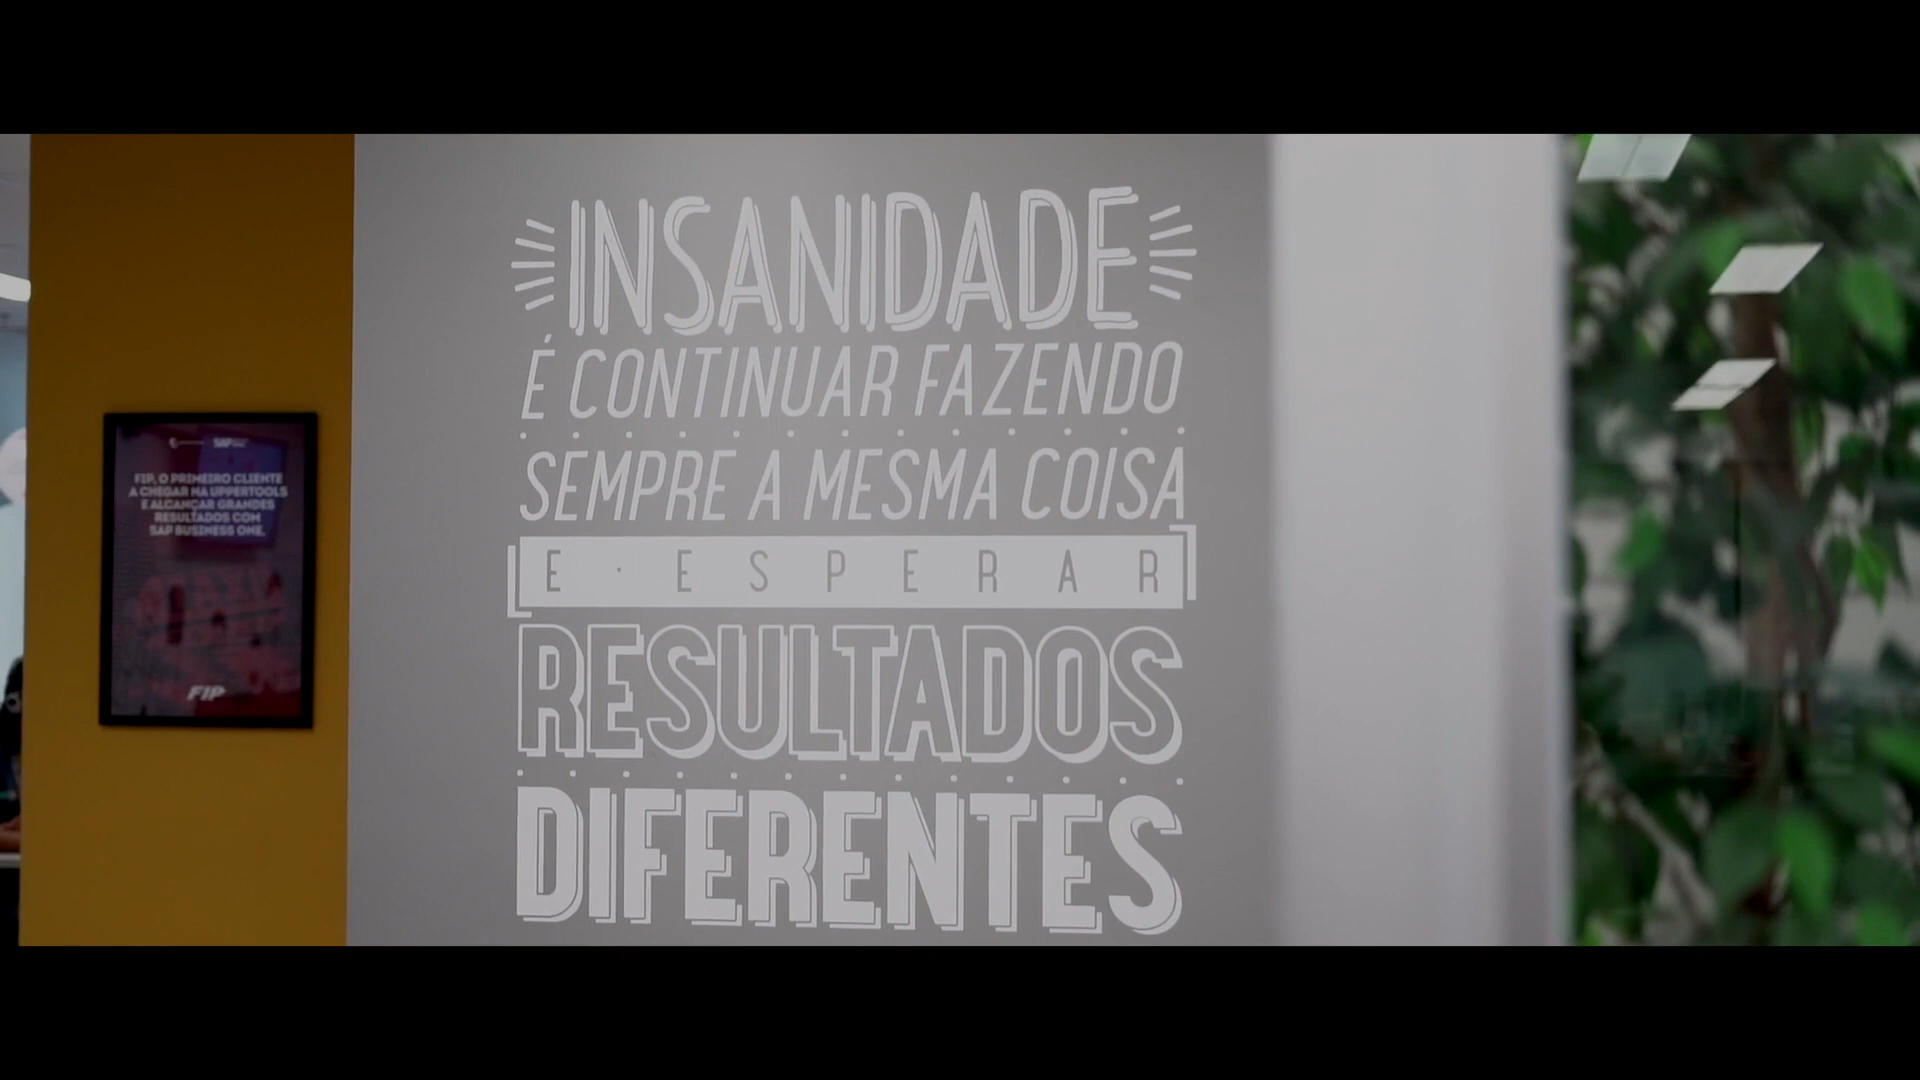 INSANIDADE
É CONTINUAR FAZENDO
SEMPRE A MESMA COISA
E · ESPERAR
RESULTADOS
DIFERENTES
SAP
FIP, O PRIMEIRO CLIENTE
A CHEGAR NA UPPERTOOLS
E ALCANÇAR GRANDES
RESULTADOS COM
SAP BUSINESS ONE.
FIP